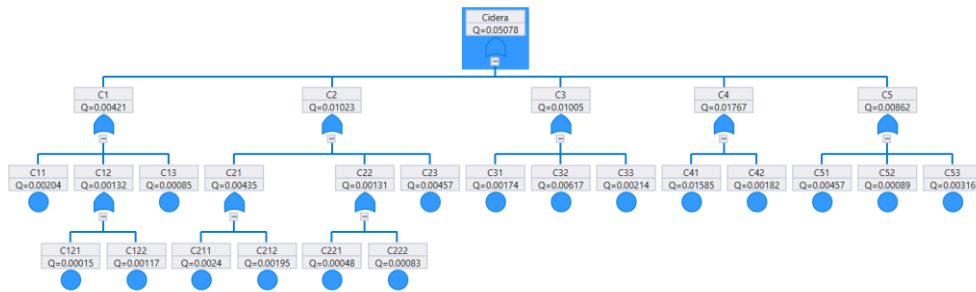 Cidera
Q=0.05078
C1
Q=0.00421
C2
Q=0.01023
C3
Q=0.01005
C4
Q=0.01767
C5
Q=0.00862
C11
Q=0.00204
C12
Q=0.00132
C13
Q=0.00085
C21
Q=0.00435
C22
Q=0.00131
C23
Q=0.00457
C31
Q=0.00174
C32
Q=0.00617
C33
Q=0.00214
C41
Q=0.01585
C42
Q=0.00182
C51
Q=0.00457
C52
Q=0.00089
C53
Q=0.00316
C121
Q=0.00015
C122
Q=0.00117
C211
Q=0.0024
C212
Q=0.00195
C221
Q=0.00048
C222
Q=0.00083